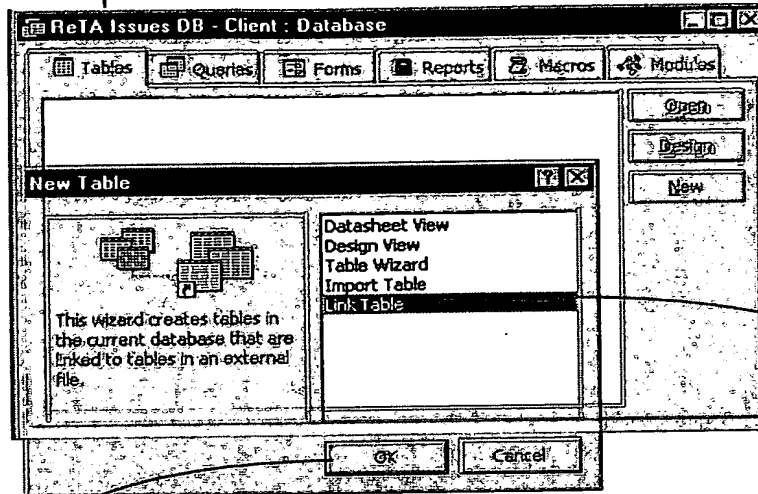 ReTA Issues DB - Client : Database
Tables Queries Forms Reports Macros Modules
Open
Design
New
New Table
Datasheet View
Design View
Table Wizard
Import Table
Link Table
This wizard creates tables in
the current database that are
linked to tables in an external
file.
OK Cancel